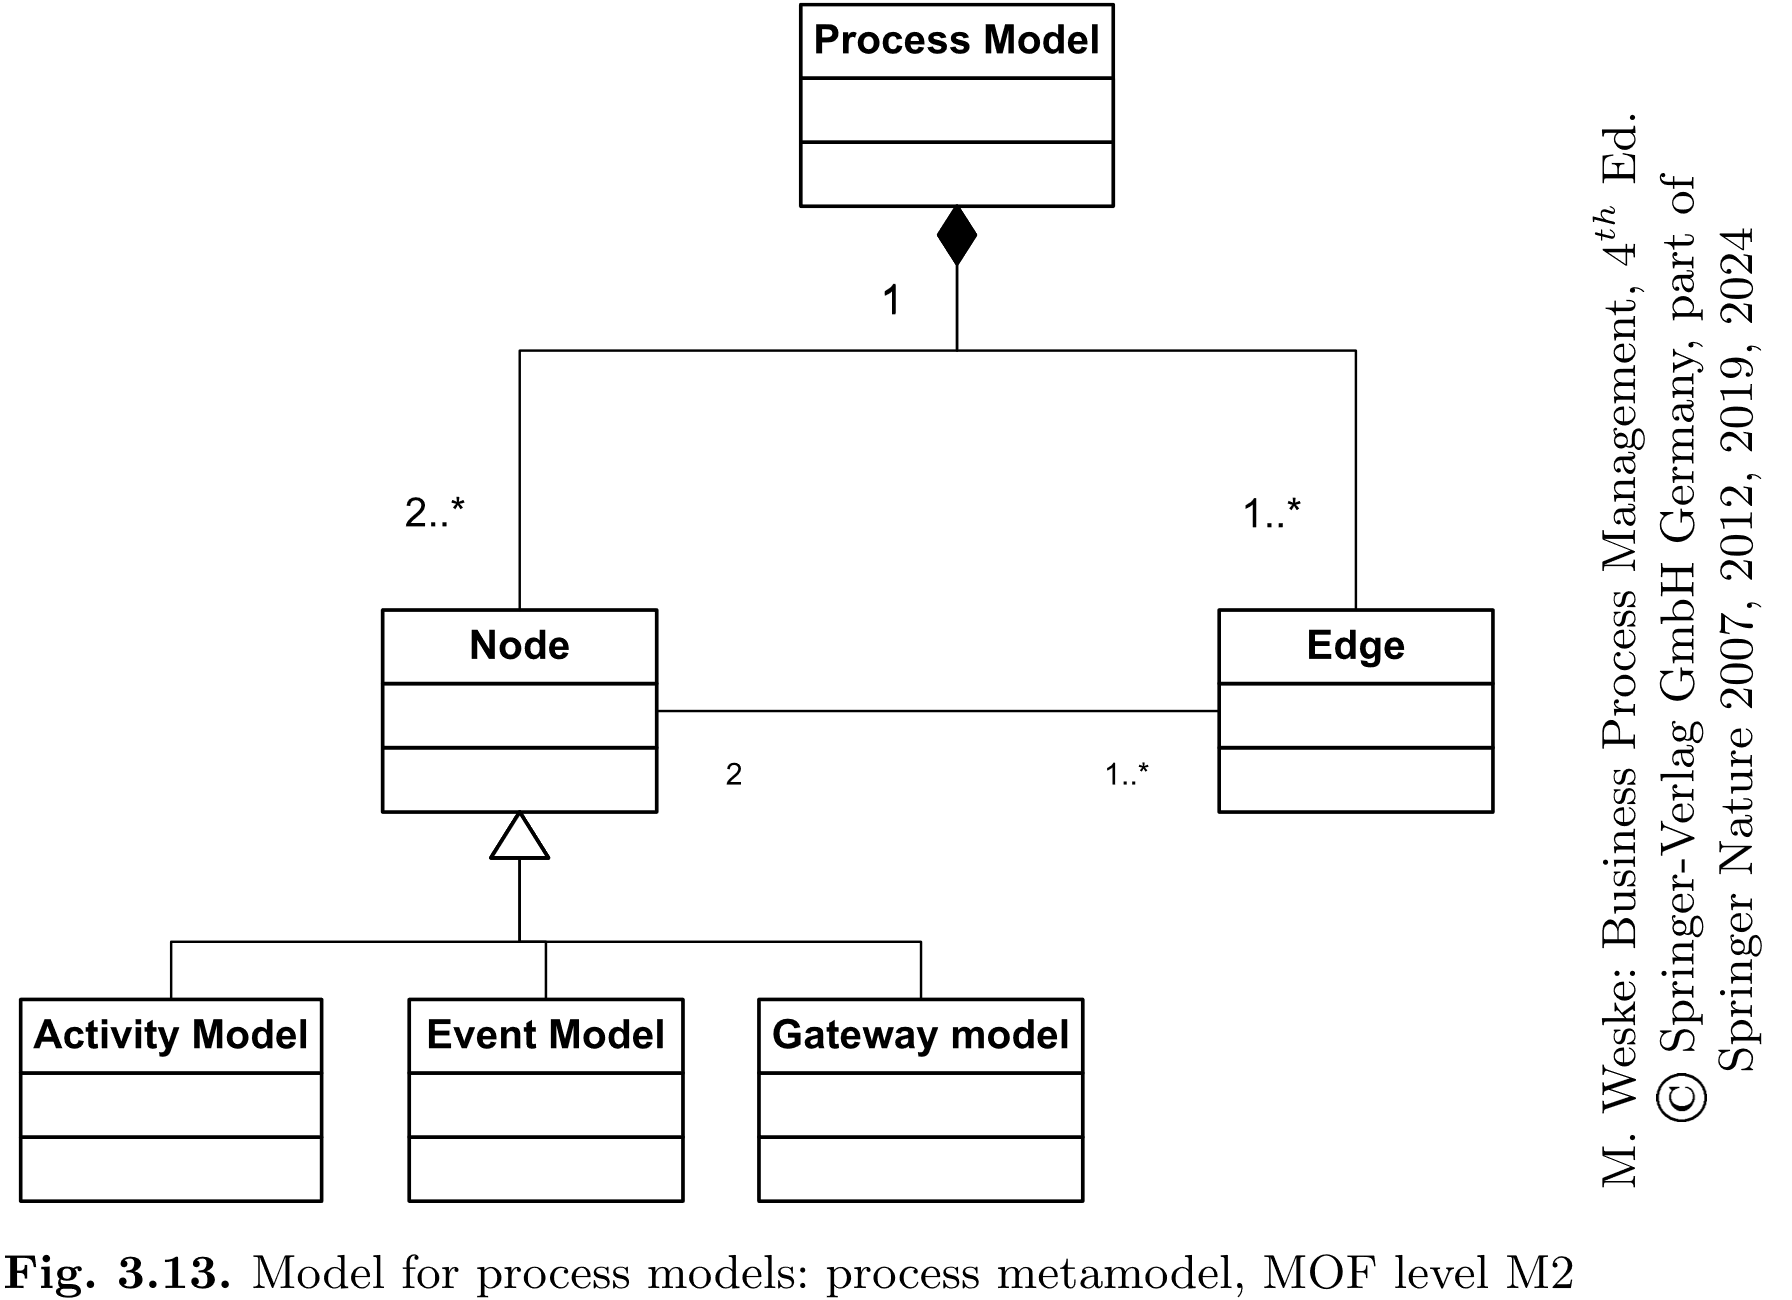 Process Model
1
2..*
1..*
Node
Edge
2
1..*
Activity Model
Event Model
Gateway model
Fig. 3.13. Model for process models: process metamodel, MOF level M2
M. Weske: Business Process Management, 4th Ed.
© Springer-Verlag GmbH Germany, part of
Springer Nature 2007, 2012, 2019, 2024